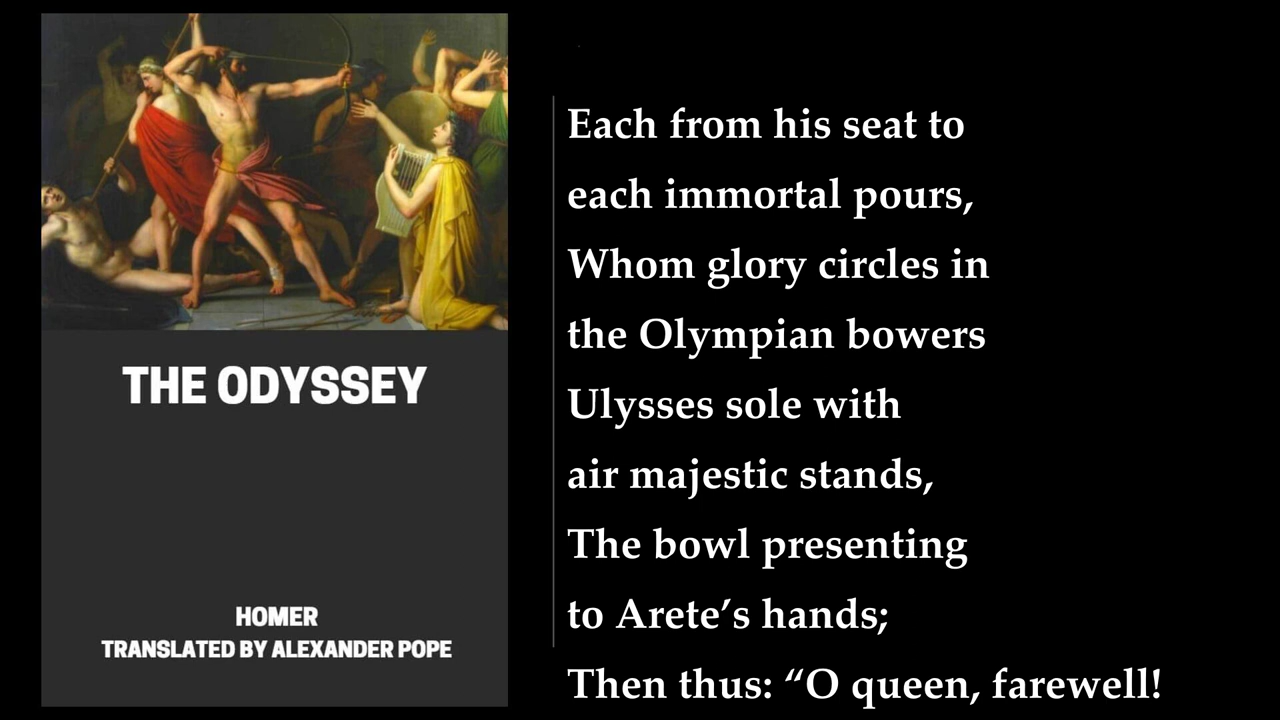 THE ODYSSEY
HOMER
TRANSLATED BY ALEXANDER POPE
Each from his seat to
each immortal pours,
Whom glory circles in
the Olympian bowers
Ulysses sole with
air majestic stands,
The bowl presenting
to Arete’s hands;
Then thus: “O queen, farewell!